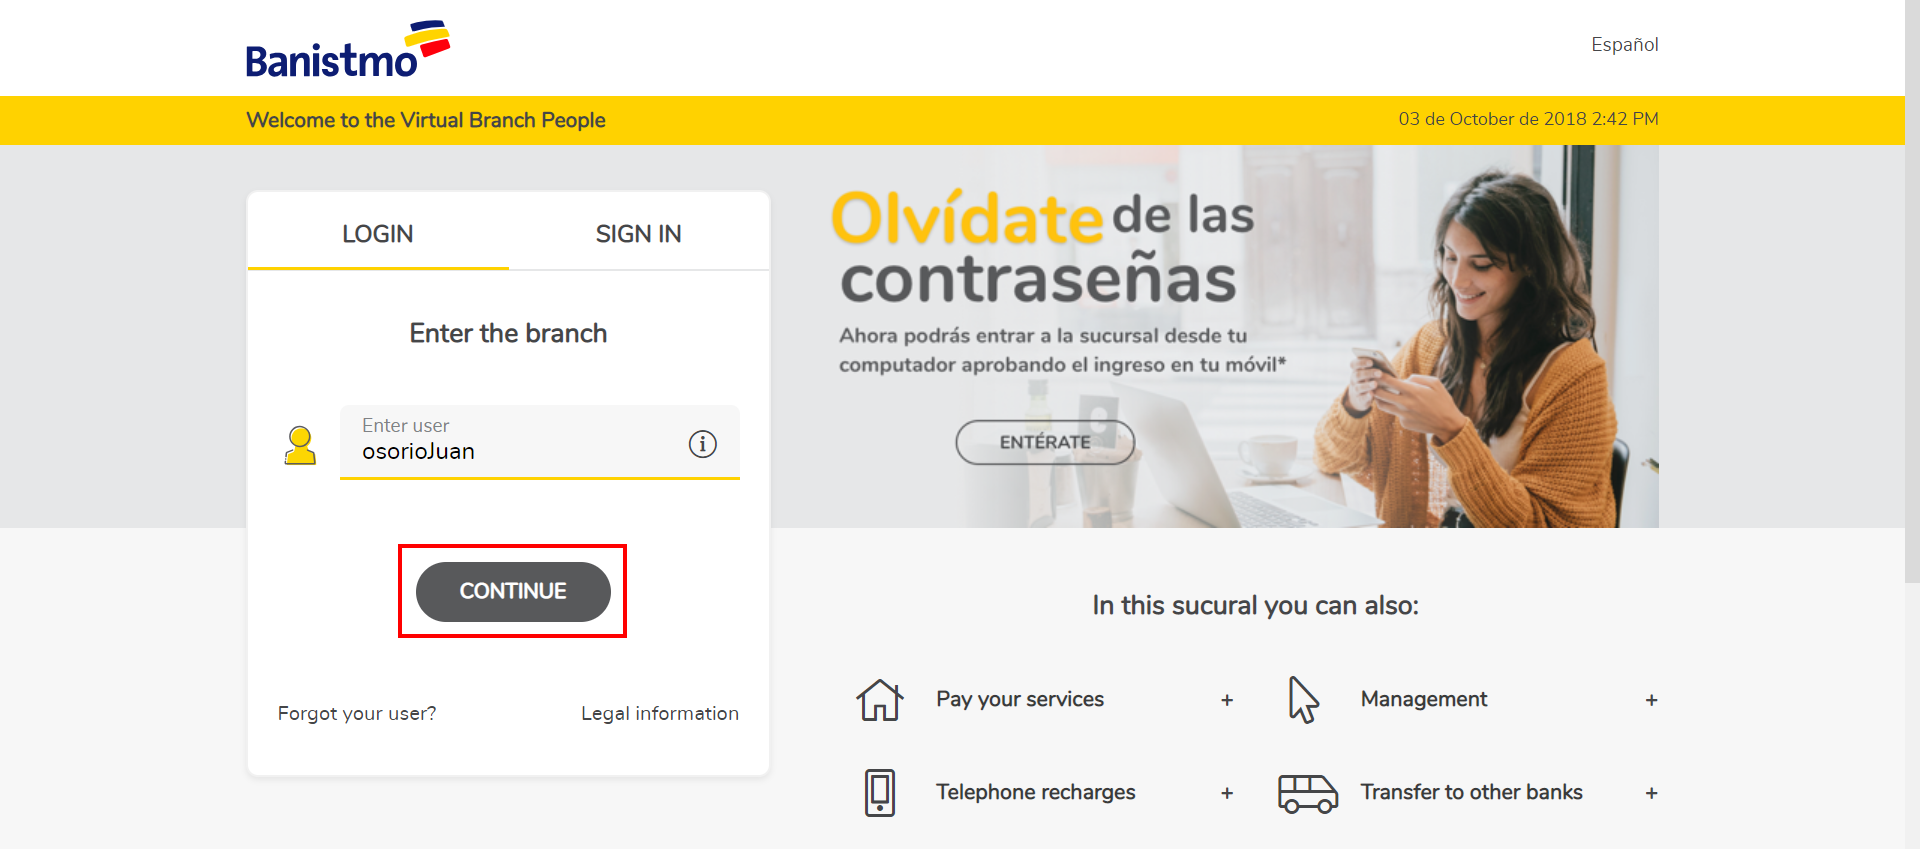 Banistmo
Español
Welcome to the Virtual Branch People
03 de October de 2018 2:42 PM
LOGIN
SIGN IN
Enter the branch
Enter user
osorioJuan
CONTINUE
Forgot your user?
Legal information
Olvídate de las
contraseñas
Ahora podrás entrar a la sucursal desde tu
computador aprobando el ingreso en tu móvil*
ENTÉRATE
In this sucural you can also:
Pay your services +
Management +
Telephone recharges +
Transfer to other banks +